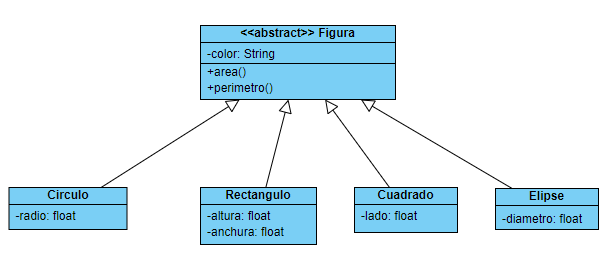 <<abstract>> Figura
-color: String
+area()
+perimetro()
Circulo
-radio: float
Rectangulo
-altura: float
-anchura: float
Cuadrado
-lado: float
Elipse
-diametro: float